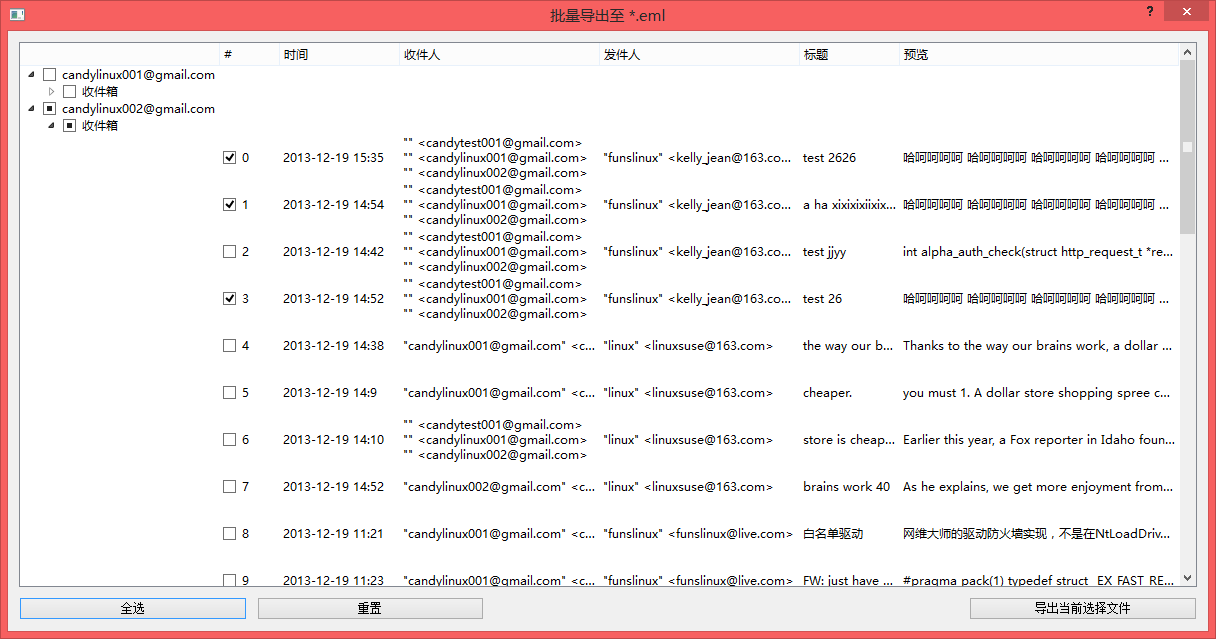 批量导出至 *.eml
?
# 时间 收件人 发件人 标题 预览
candylinux001@gmail.com
收件箱
candylinux002@gmail.com
收件箱
"" <candytest001@gmail.com>
0 2013-12-19 15:35 "" <candylinux001@gmail.com> "funslinux" <kelly_jean@163.co... test 2626 哈呵呵呵呵 哈呵呵呵呵 哈呵呵呵呵 哈呵呵呵呵 ...
"" <candylinux002@gmail.com>
"" <candytest001@gmail.com>
1 2013-12-19 14:54 "" <candylinux001@gmail.com> "funslinux" <kelly_jean@163.co... a ha xixixixiixix... 哈呵呵呵呵 哈呵呵呵呵 哈呵呵呵呵 哈呵呵呵呵 ...
"" <candylinux002@gmail.com>
"" <candytest001@gmail.com>
2 2013-12-19 14:42 "" <candylinux001@gmail.com> "funslinux" <kelly_jean@163.co... test jjyy int alpha_auth_check(struct http_request_t *re...
"" <candylinux002@gmail.com>
"" <candytest001@gmail.com>
3 2013-12-19 14:52 "" <candylinux001@gmail.com> "funslinux" <kelly_jean@163.co... test 26 哈呵呵呵呵 哈呵呵呵呵 哈呵呵呵呵 哈呵呵呵呵 ...
"" <candylinux002@gmail.com>
4 2013-12-19 14:38 "candylinux001@gmail.com" <c... "linux" <linuxsuse@163.com> the way our b... Thanks to the way our brains work, a dollar ...
5 2013-12-19 14:9 "candylinux001@gmail.com" <c... "linux" <linuxsuse@163.com> cheaper. you must 1. A dollar store shopping spree c...
"" <candytest001@gmail.com>
6 2013-12-19 14:10 "" <candylinux001@gmail.com> "linux" <linuxsuse@163.com> store is cheap... Earlier this year, a Fox reporter in Idaho foun...
"" <candylinux002@gmail.com>
7 2013-12-19 14:52 "candylinux002@gmail.com" <c... "linux" <linuxsuse@163.com> brains work 40 As he explains, we get more enjoyment from...
8 2013-12-19 11:21 "candylinux001@gmail.com" <c... "funslinux" <funslinux@live.com> 白名单驱动 网维大师的驱动防火墙实现，不是在NtLoadDriv...
9 2013-12-19 11:23 "candylinux001@gmail.com" <c... "funslinux" <funslinux@live.com> FW: just have ... #pragma pack(1) typedef struct _EX_FAST_RE...
全选 重置 导出当前选择文件